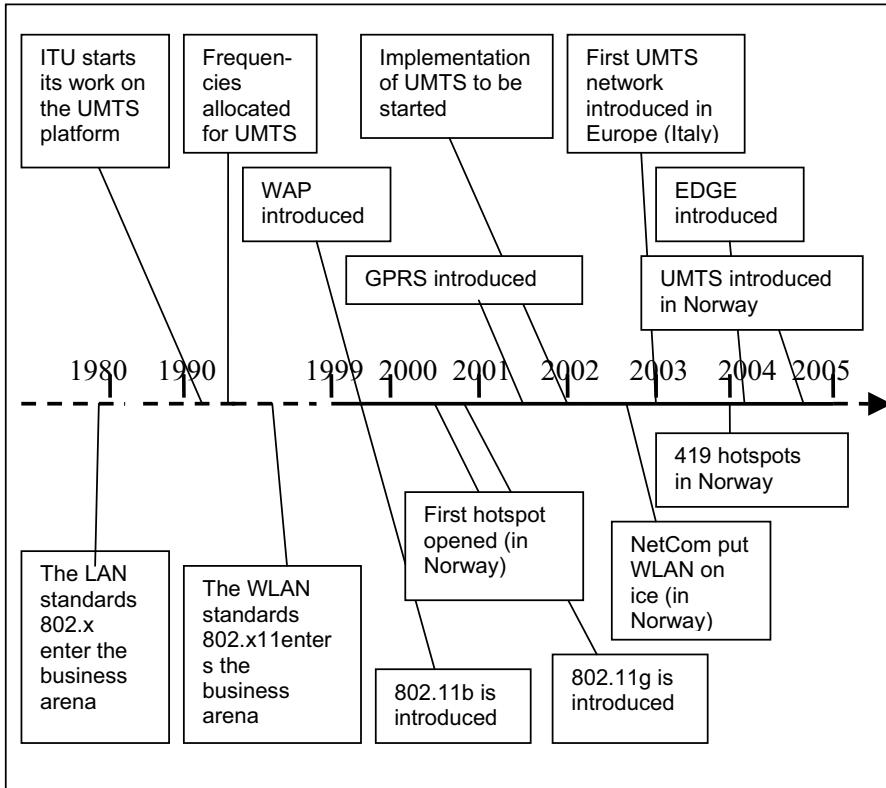 ITU starts
its work on
the UMTS
platform
Frequen-
cies
allocated
for UMTS
Implementation
of UMTS to be
started
First UMTS
network
introduced in
Europe (Italy)
WAP
introduced
EDGE
introduced
GPRS introduced
UMTS introduced
in Norway
1980 1990 1999 2000 2001 2002 2003 2004 2005
419 hotspots
in Norway
First hotspot
opened (in
Norway)
NetCom put
WLAN on
ice (in
Norway)
The LAN
standards
802.x
enter the
business
arena
The WLAN
standards
802.x11enter
s the
business
arena
802.11b is
introduced
802.11g is
introduced